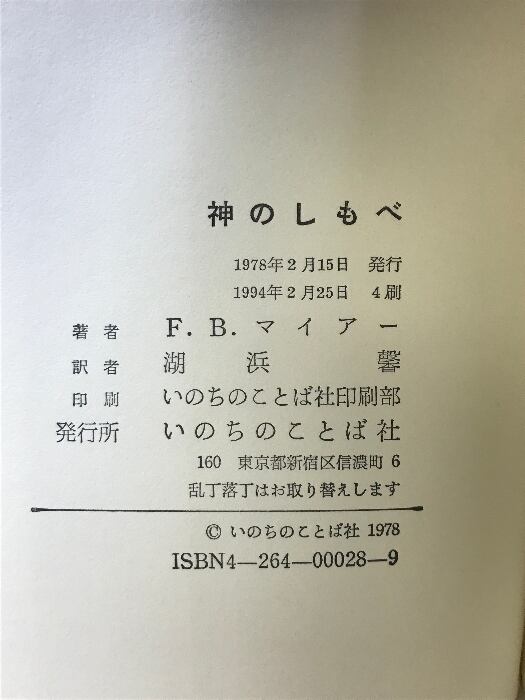 神のしもべ
1978年2月15日 発行
1994年2月25日 4刷
著者 F. B. マイアー
訳者 湖浜馨
印刷 いのちのことば社印刷部
発行所 いのちのことば社
160 東京都新宿区信濃町6
乱丁落丁はお取り替えします
© いのちのことば社 1978
ISBN4—264—00028—9